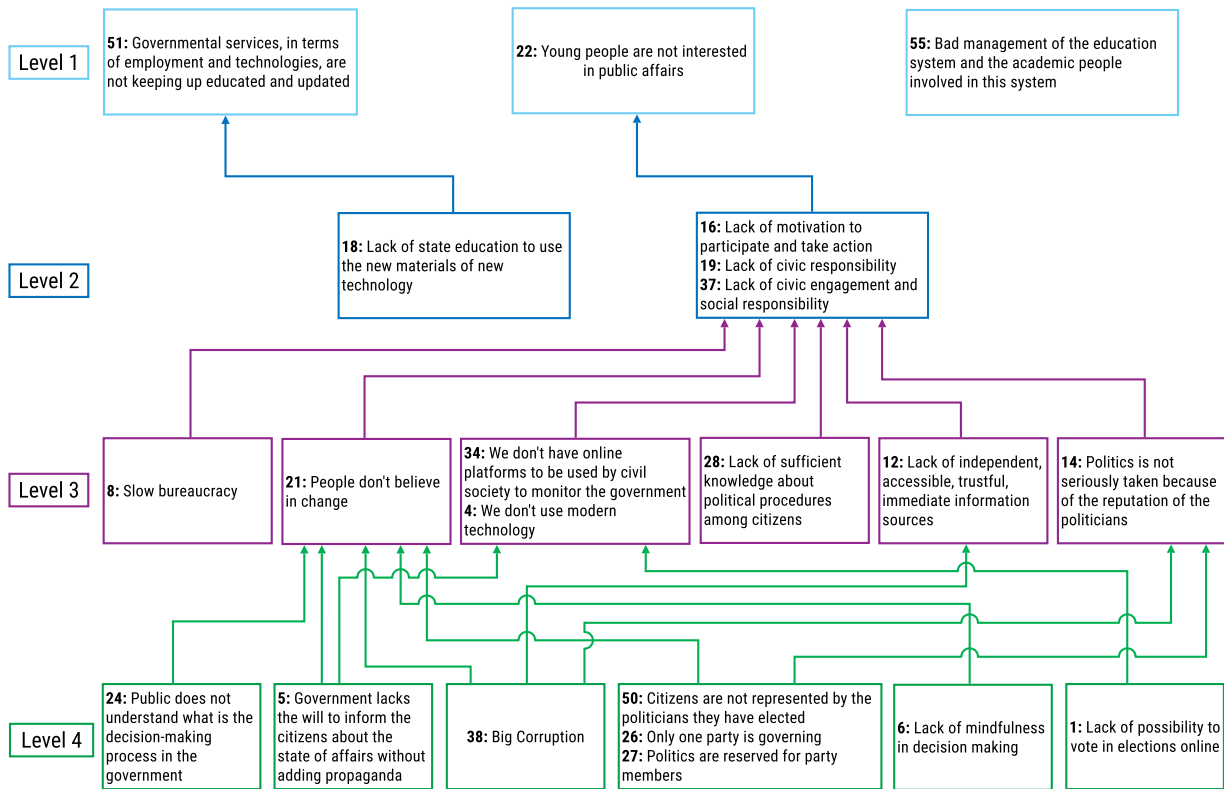 Level 1
51: Governmental services, in terms
of employment and technologies, are
not keeping up educated and updated
22: Young people are not interested
in public affairs
55: Bad management of the education
system and the academic people
involved in this system
Level 2
18: Lack of state education to use
the new materials of new
technology
16: Lack of motivation to
participate and take action
19: Lack of civic responsibility
37: Lack of civic engagement and
social responsibility
Level 3
8: Slow bureaucracy
21: People don't believe
in change
34: We don't have online
platforms to be used by civil
society to monitor the government
4: We don't use modern
technology
28: Lack of sufficient
knowledge about
political procedures
among citizens
12: Lack of independent,
accessible, trustful,
immediate information
sources
14: Politics is not
seriously taken because
of the reputation of the
politicians
Level 4
24: Public does not
understand what is the
decision-making
process in the
government
5: Government lacks
the will to inform the
citizens about the
state of affairs without
adding propaganda
38: Big Corruption
50: Citizens are not represented by the
politicians they have elected
26: Only one party is governing
27: Politics are reserved for party
members
6: Lack of mindfulness
in decision making
1: Lack of possibility to
vote in elections online